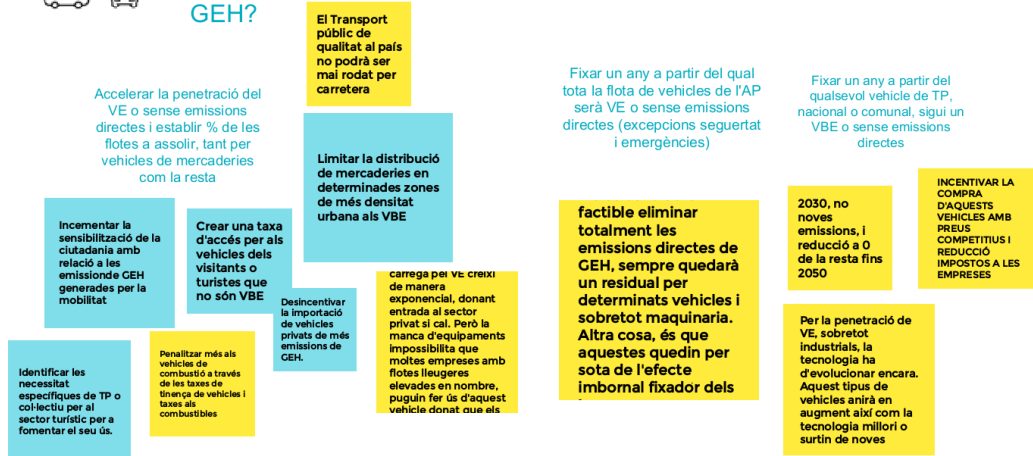 GEH?
El Transport
públic de
qualitat al país
no podrà ser
mai rodat per
carretera
Accelerar la penetració del
VE o sense emissions
directes i establir % de les
flotes a assolir, tant per
vehicles de mercaderies
com la resta
Limitar la distribució
de mercaderies en
determinades zones
de més densitat
urbana als VBE
Incementar la
sensibilització de la
ciutadania amb
relació a les
emissionde GEH
generades per la
mobilitat
Crear una taxa
d'accés per als
vehicles dels
visitants o
turistes que
no són VBE
Desincentivar
la importació
de vehicles
privats de més
emissions de
GEH.
carrega pel VE creixi
de manera
exponencial, donant
entrada al sector
privat si cal. Però la
manca d'equipaments
impossibilita que
moltes empreses amb
flotes lleugeres
elevades en nombre,
puguin fer ús d'aquest
vehicle donat que els
Identificar les
necessitat
específiques de TP o
col·lectiu per al
sector turístic per a
fomentar el seu ús.
Penalitzar més als
vehicles de
combustió a través
de les taxes de
tinença de vehicles i
taxes als
combustibles
Fixar un any a partir del qual
tota la flota de vehicles de l'AP
serà VE o sense emissions
directes (excepcions seguertat
i emergències)
factible eliminar
totalment les
emissions directes de
GEH, sempre quedarà
un residual per
determinats vehicles i
sobretot maquinaria.
Altra cosa, és que
aquestes quedin per
sota de l'efecte
imbornal fixador dels
Fixar un any a partir del
qualsevol vehicle de TP,
nacional o comunal, sigui un
VBE o sense emissions
directes
2030, no
noves
emissions, i
reducció a 0
de la resta fins
2050
INCENTIVAR LA
COMPRA
D'AQUESTS
VEHICLES AMB
PREUS
COMPETITIUS I
REDUCCIÓ
IMPOSTOS A LES
EMPRESES
Per la penetració de
VE, sobretot
industrials, la
tecnologia ha
d'evolucionar encara.
Aquest tipus de
vehicles anirà en
augment així com la
tecnologia millori o
surtin de noves